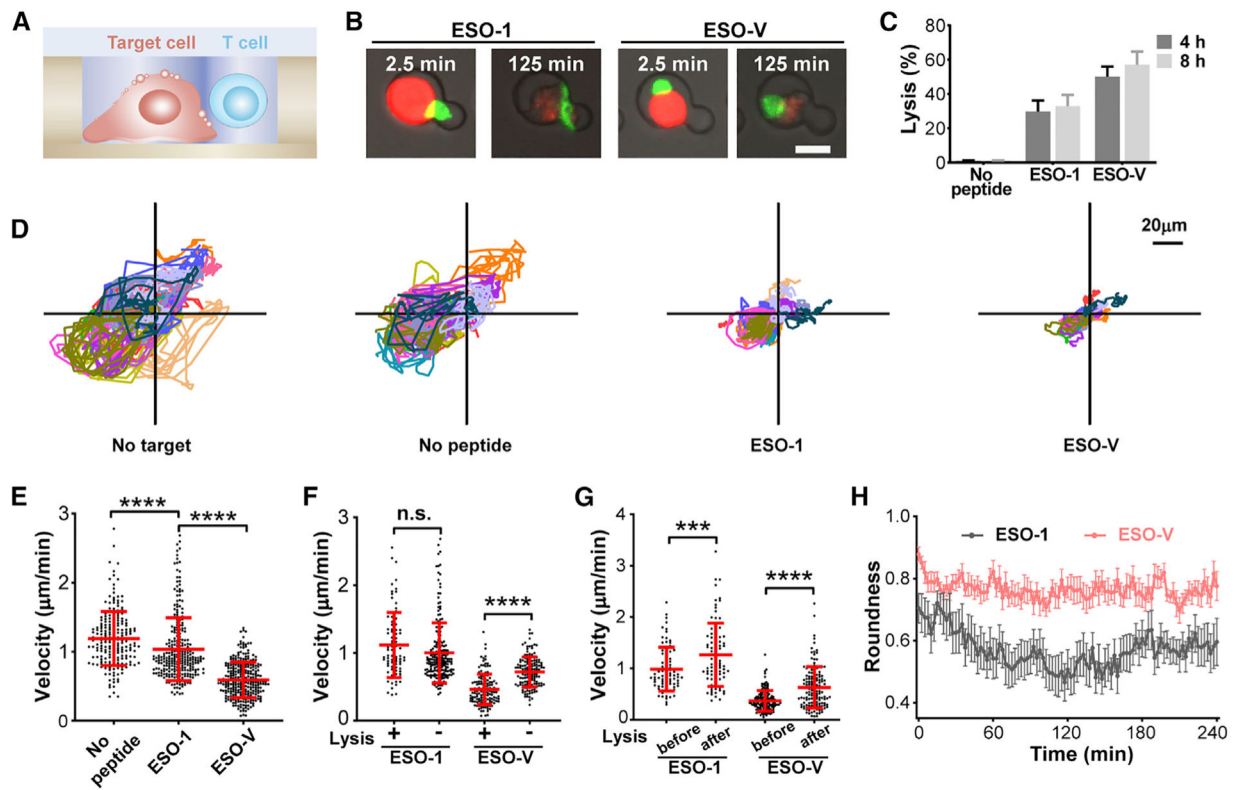 A
Target cell
T cell
B
ESO-1
ESO-V
2.5 min
125 min
2.5 min
125 min
C
Lysis (%)
80
60
40
20
0
4 h
8 h
No peptide
ESO-1
ESO-V
D
20μm
No target
No peptide
ESO-1
ESO-V
E
Velocity (μm/min)
3
2
1
0
****
****
No peptide
ESO-1
ESO-V
F
Velocity (μm/min)
3
2
1
0
n.s.
****
Lysis
+
-
+
-
ESO-1
ESO-V
G
Velocity (μm/min)
4
3
2
1
0
***
****
Lysis
before
after
before
after
ESO-1
ESO-V
H
Roundness
1.0
0.8
0.6
0.4
ESO-1
ESO-V
0
60
120
180
240
Time (min)